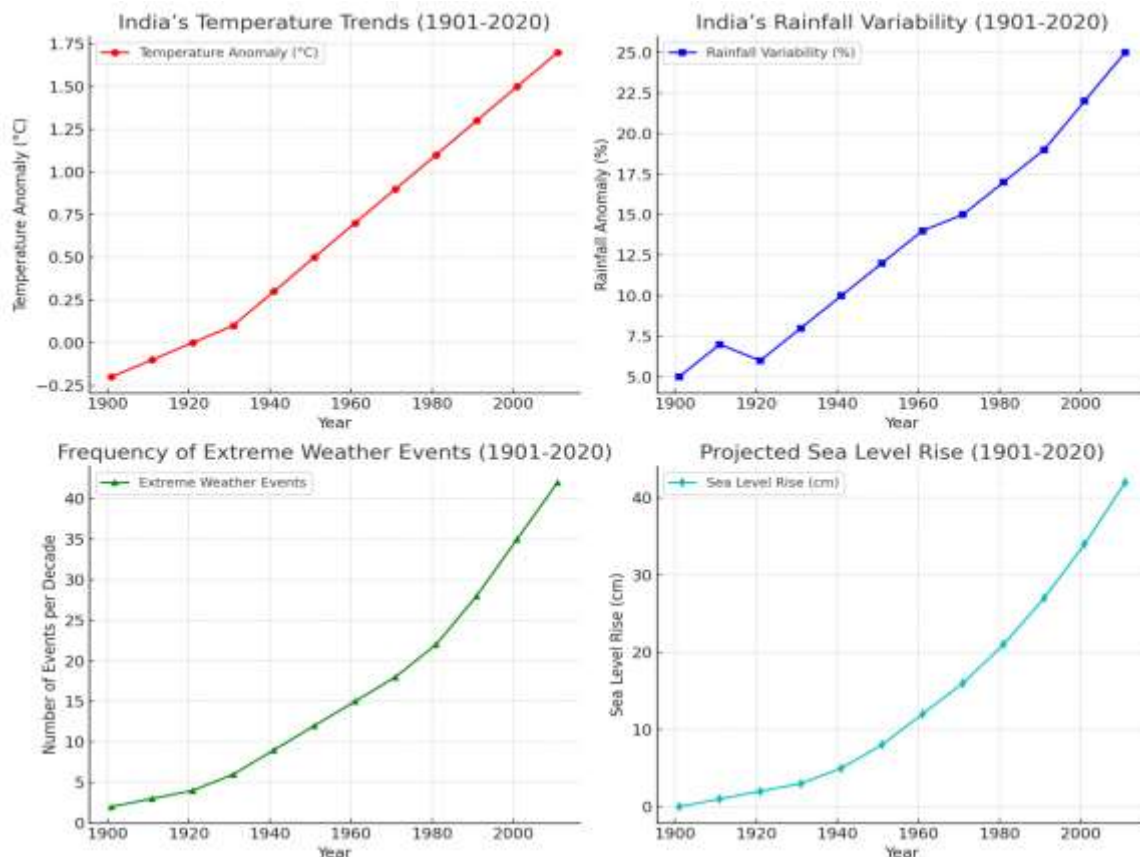 India's Temperature Trends (1901-2020)
Temperature Anomaly (°C)
Temperature Anomaly (°C)
1.75
1.50
1.25
1.00
0.75
0.50
0.25
0.00
−0.25
1900 1920 1940 1960 1980 2000
Year
India's Rainfall Variability (1901-2020)
Rainfall Variability (%)
Rainfall Anomaly (%)
25.0
22.5
20.0
17.5
15.0
12.5
10.0
7.5
5.0
1900 1920 1940 1960 1980 2000
Year
Frequency of Extreme Weather Events (1901-2020)
Extreme Weather Events
Number of Events per Decade
40
35
30
25
20
15
10
5
0
1900 1920 1940 1960 1980 2000
Year
Projected Sea Level Rise (1901-2020)
Sea Level Rise (cm)
Sea Level Rise (cm)
40
30
20
10
0
1900 1920 1940 1960 1980 2000
Year